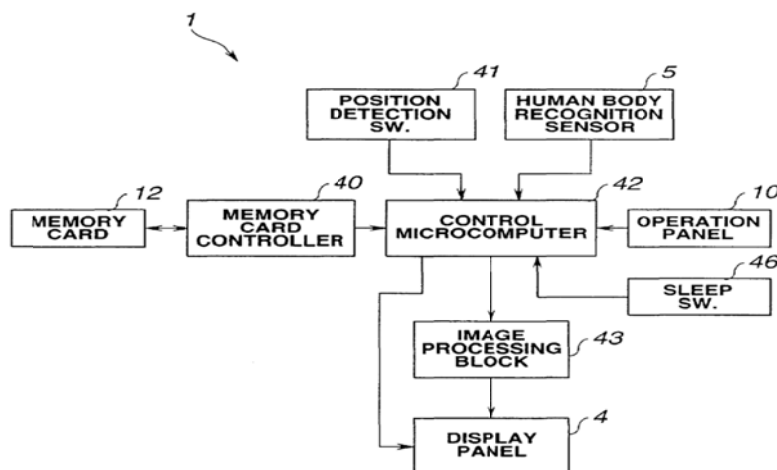 1
41
POSITION
DETECTION
SW.
5
HUMAN BODY
RECOGNITION
SENSOR
12
MEMORY
CARD
40
MEMORY
CARD
CONTROLLER
42
CONTROL
MICROCOMPUTER
10
OPERATION
PANEL
46
SLEEP
SW.
43
IMAGE
PROCESSING
BLOCK
4
DISPLAY
PANEL